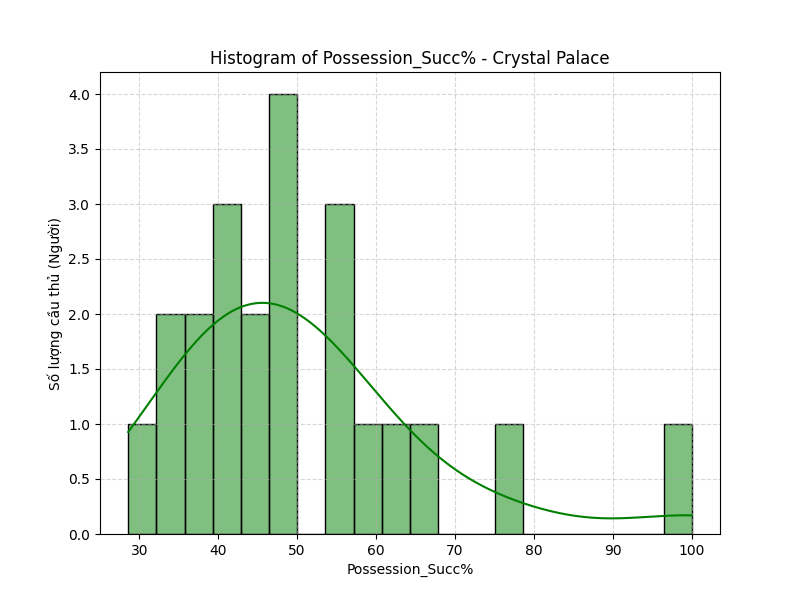 Histogram of Possession_Succ% - Crystal Palace
Số lượng cầu thủ (Người)
4.0
3.5
3.0
2.5
2.0
1.5
1.0
0.5
0.0
30 40 50 60 70 80 90 100
Possession_Succ%